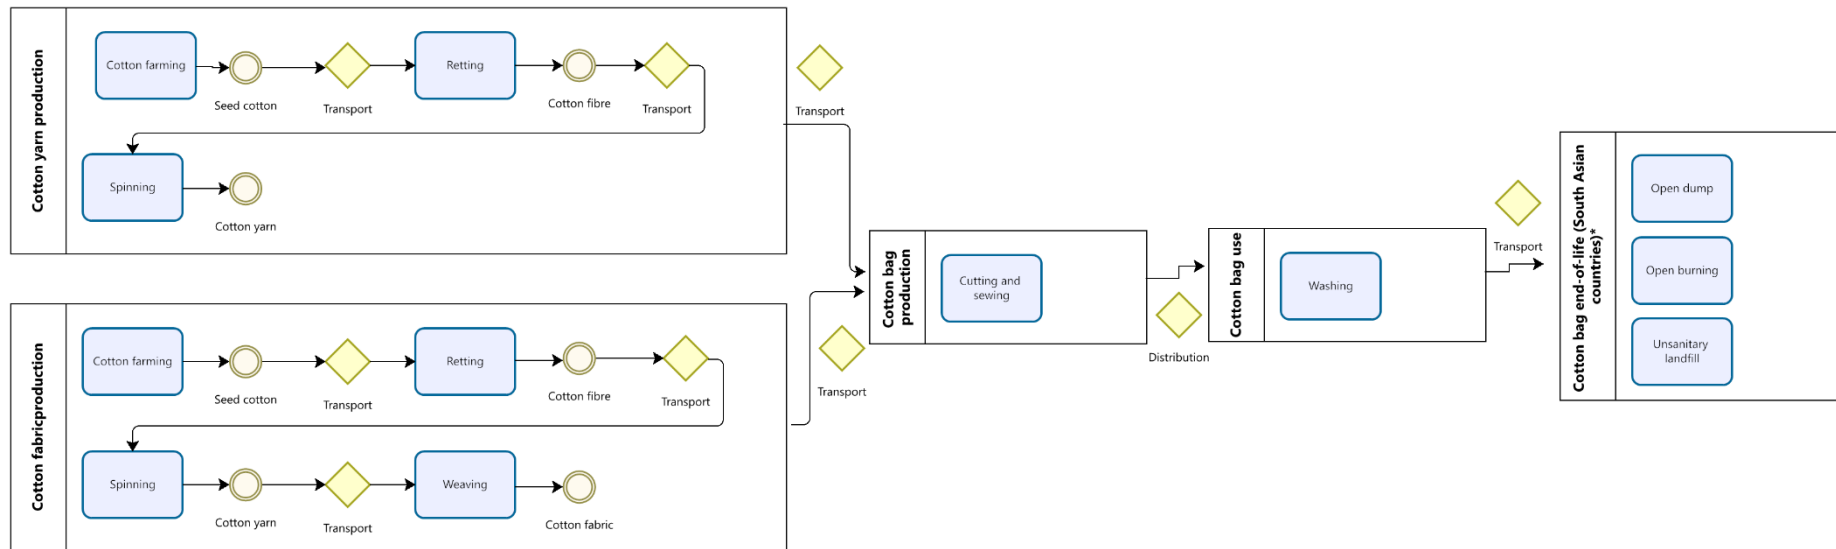 Cotton yarn production
Cotton farming
Seed cotton
Transport
Retting
Cotton fibre
Transport
Spinning
Cotton yarn
Transport
Cotton fabricproduction
Cotton farming
Seed cotton
Transport
Retting
Cotton fibre
Transport
Spinning
Cotton yarn
Transport
Weaving
Cotton fabric
Transport
Cotton bag
production
Cutting and
sewing
Distribution
Cotton bag use
Washing
Transport
Cotton bag end-of-life (South Asian
countries)*
Open dump
Open burning
Unsanitary
landfill